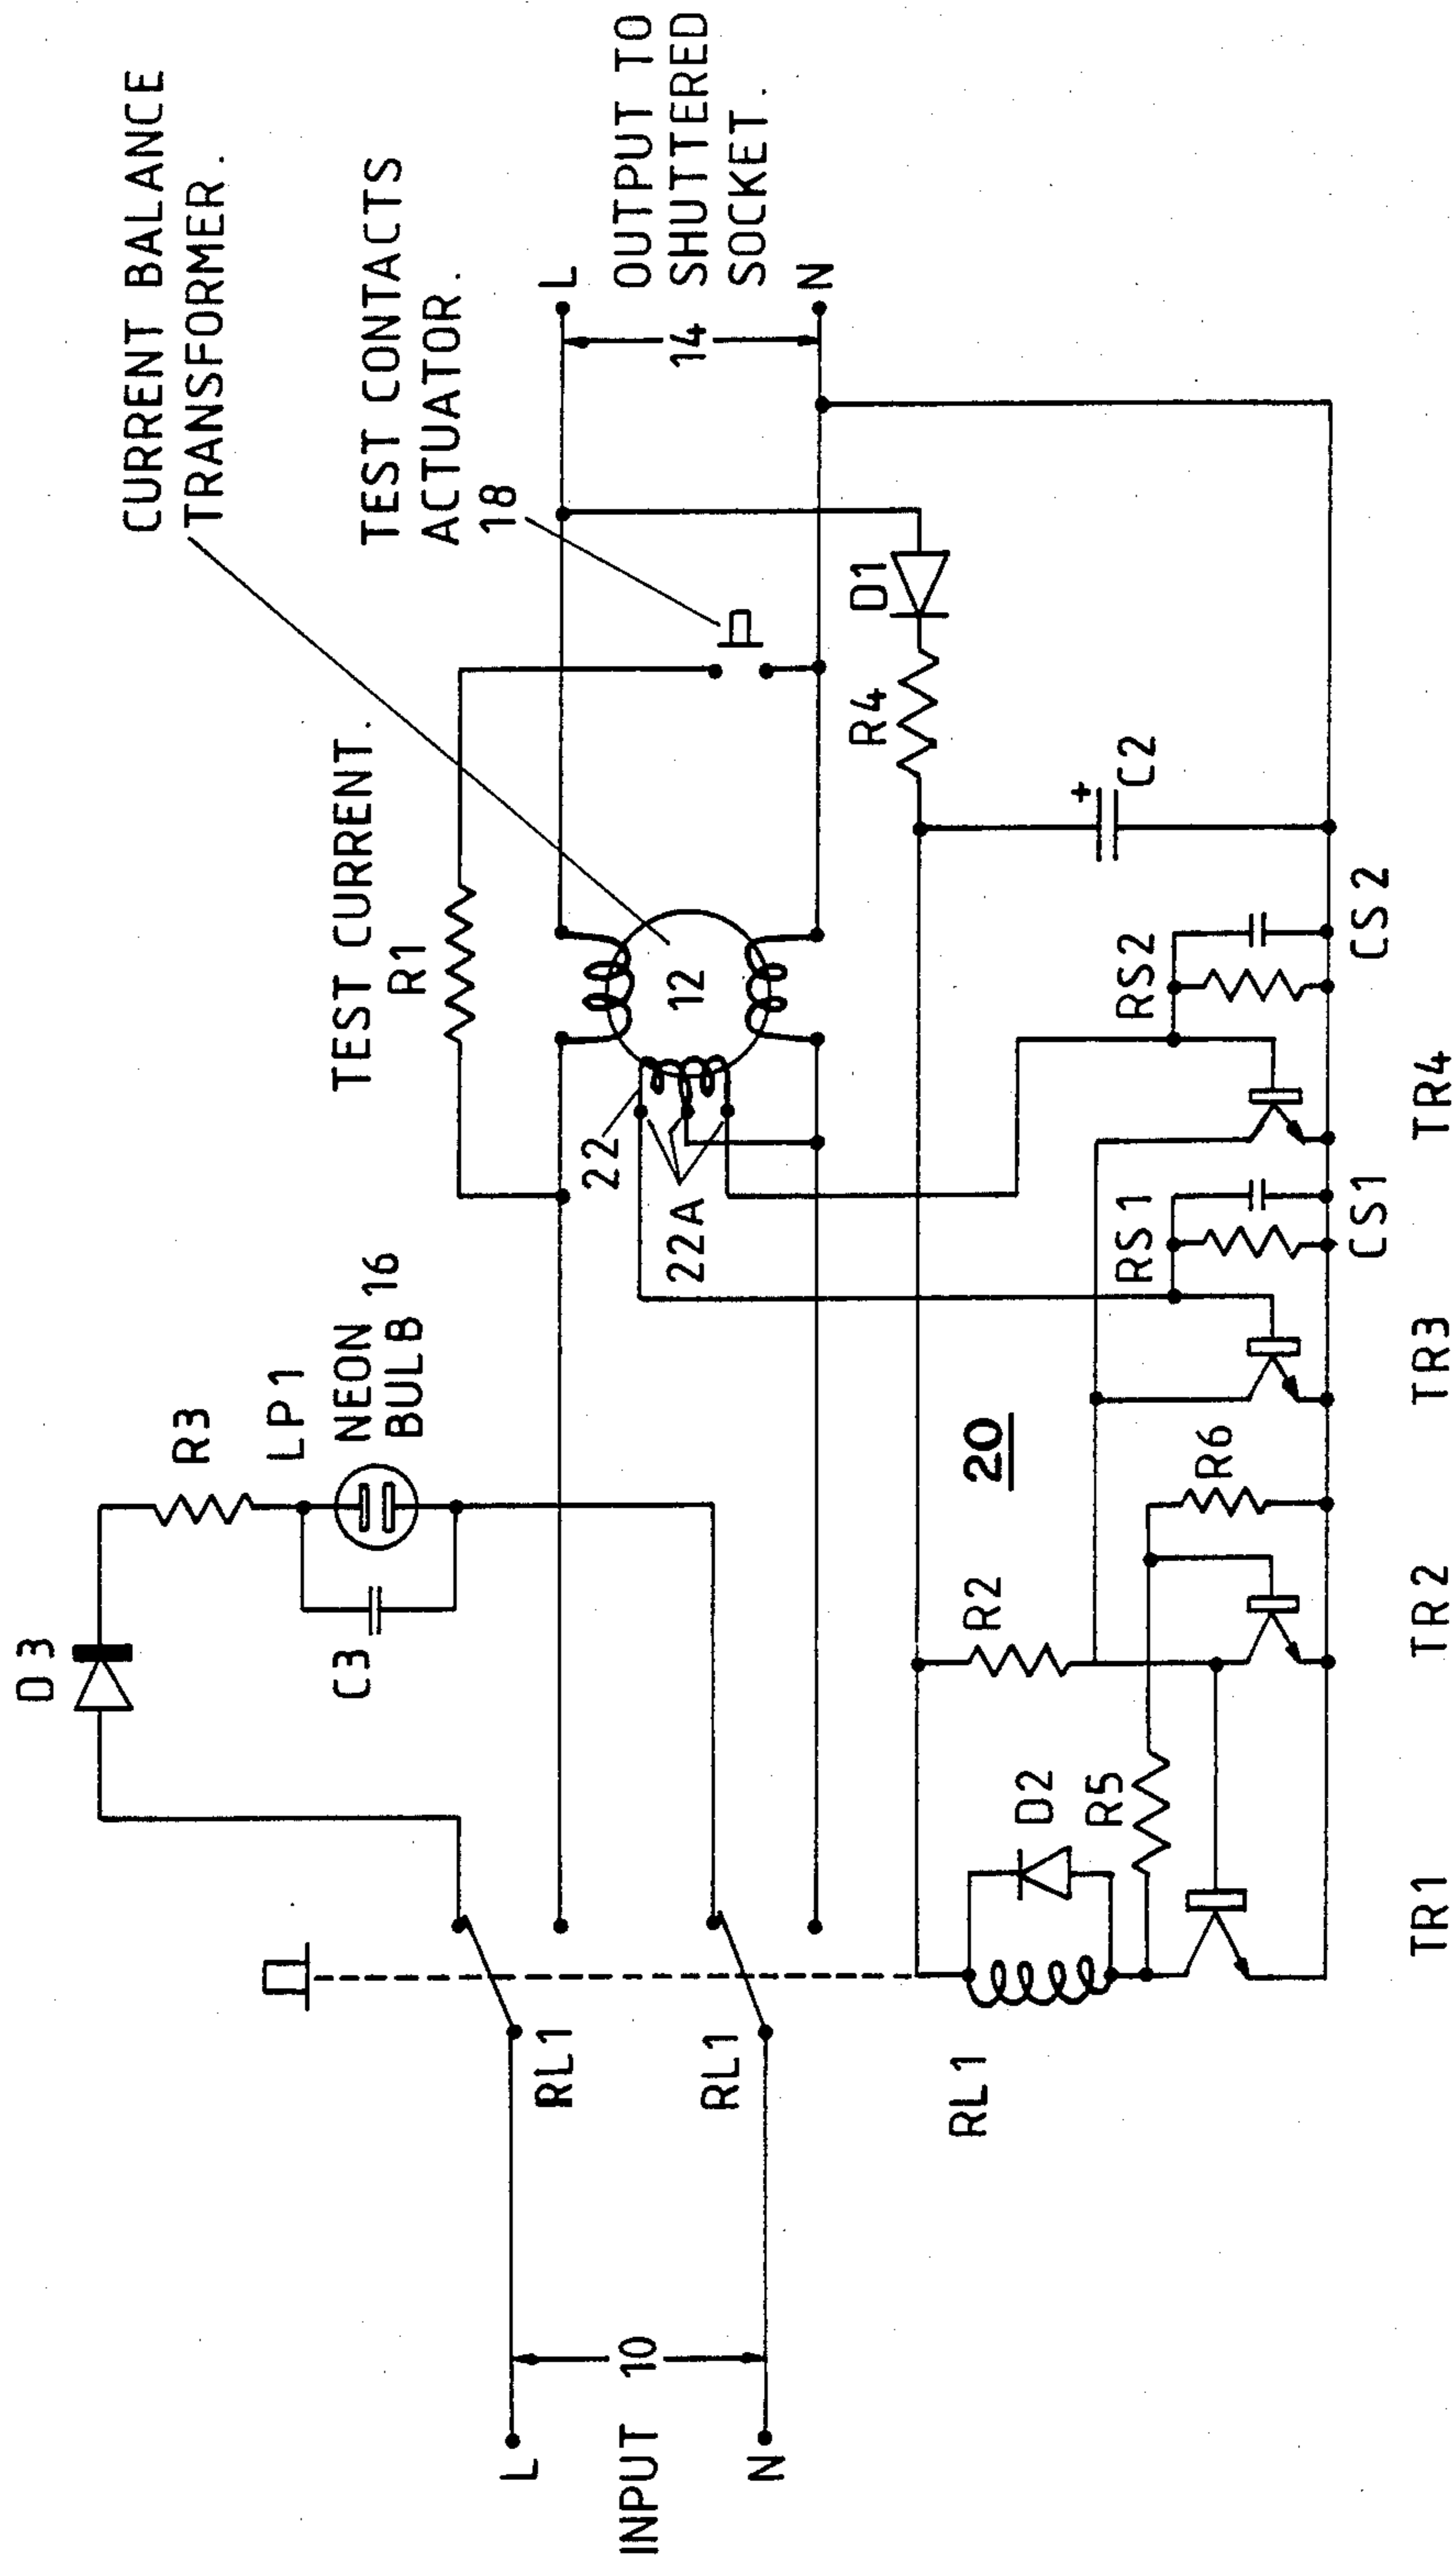 CURRENT BALANCE
TRANSFORMER.
TEST CONTACTS
ACTUATOR.
18
L
OUTPUT TO
SHUTTERED
SOCKET.
N
14
TEST CURRENT.
R1
12
22
22A
D3
R3
LP1
NEON 16
BULB
C3
RL1
RL1
L
INPUT 10
N
D1
R4
+
C2
RS2
CS2
RS1
CS1
20
R6
R2
D2
R5
RL1
TR1
TR2
TR3
TR4